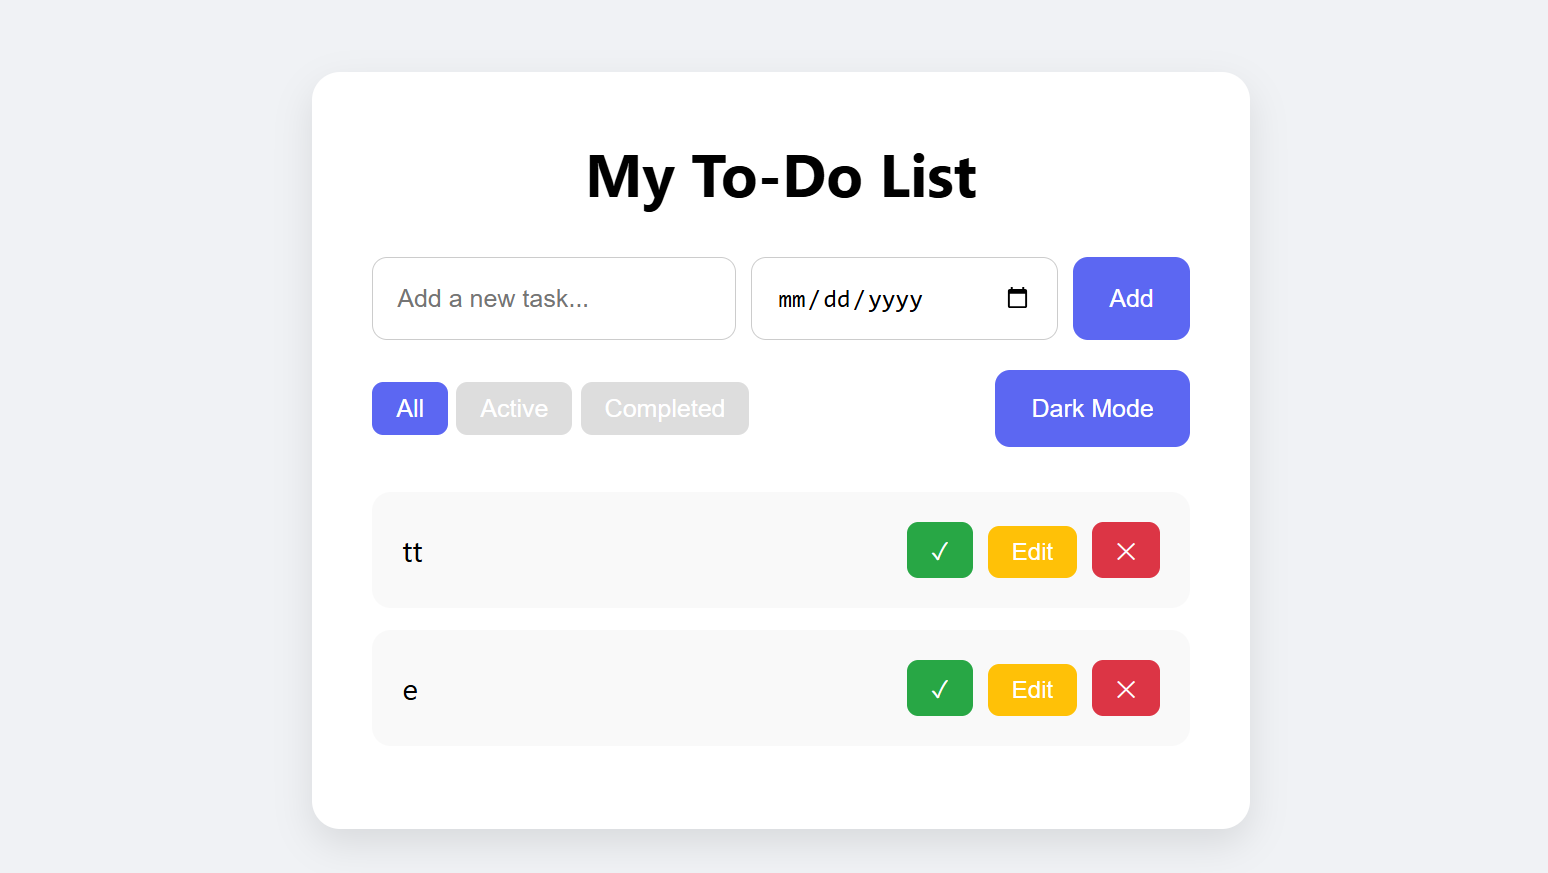 My To-Do List
Add a new task...
mm/dd/yyyy
Add
All
Active
Completed
Dark Mode
tt
✓
Edit
✕
e
✓
Edit
✕